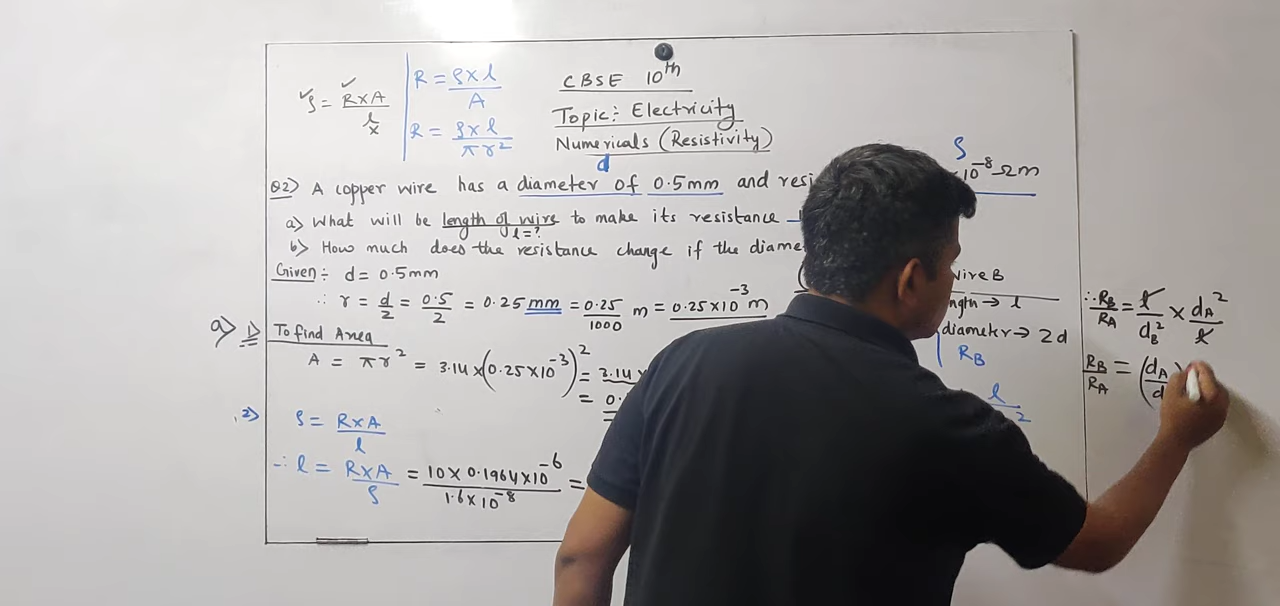 ρ = R×A / l
R = ρ×l / A
R = ρ×l / πr²
CBSE 10th
Topic: Electricity
Numericals (Resistivity)
d
ρ
Q2) A copper wire has a diameter of 0.5mm and 10⁻⁸ Ωm
a) What will be length of wire to make its resistance
l=?
b) How much does the resistance change if the
Given: d = 0.5mm
∴ r = d/2 = 0.5/2 = 0.25 mm = 0.25/1000 m = 0.25×10⁻³ m
a) 1) To find Area
A = πr² = 3.14×(0.25×10⁻³)² = 3.14
= 0.
2) ρ = R×A / l
∴ l = R×A / ρ = 10×0.1964×10⁻⁶ / 1.6×10⁻⁸ =
wire B
→ l
diameter → 2d
R_B
l
2
∴ R_B/R_A = l/d_B² × d_A²/l
R_B/R_A = (d_A/d